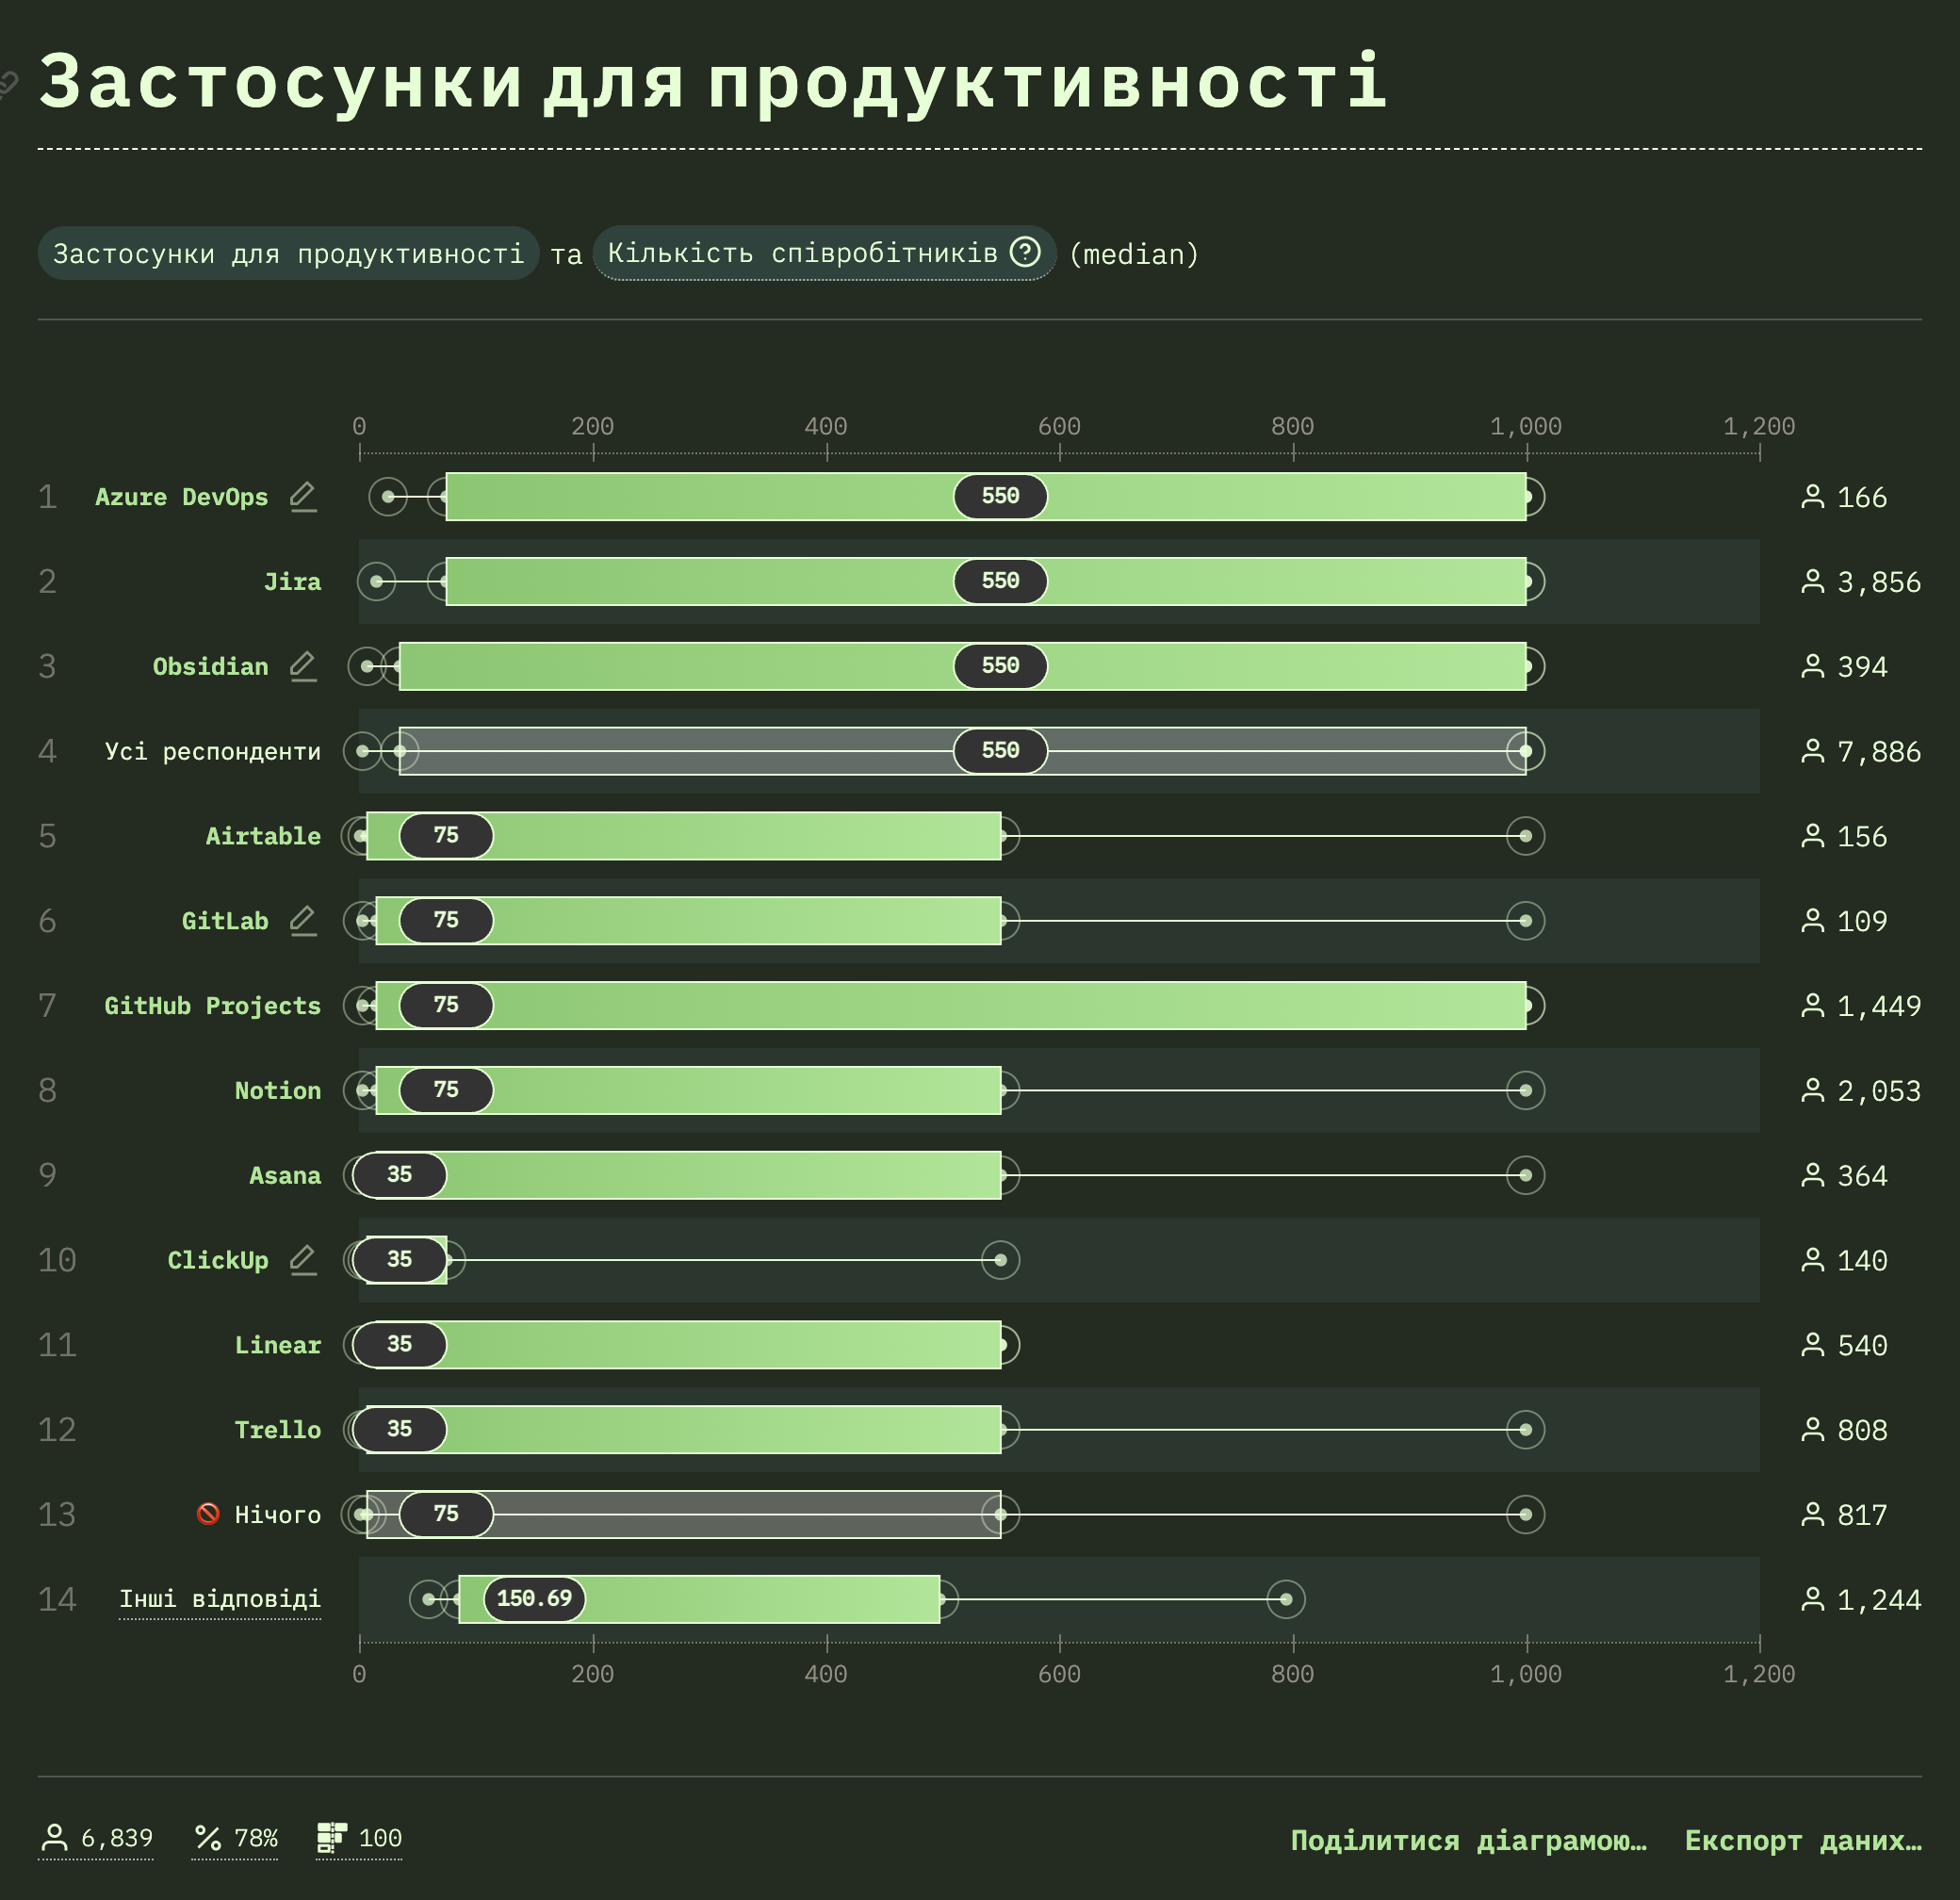 Застосунки для продуктивності
Застосунки для продуктивності та Кількість співробітників ? (median)
0 200 400 600 800 1,000 1,200
1 Azure DevOps 550 166
2 Jira 550 3,856
3 Obsidian 550 394
4 Усі респонденти 550 7,886
5 Airtable 75 156
6 GitLab 75 109
7 GitHub Projects 75 1,449
8 Notion 75 2,053
9 Asana 35 364
10 ClickUp 35 140
11 Linear 35 540
12 Trello 35 808
13 Нічого 75 817
14 Інші відповіді 150.69 1,244
0 200 400 600 800 1,000 1,200
6,839 78% 100 Поділитися діаграмою… Експорт даних…